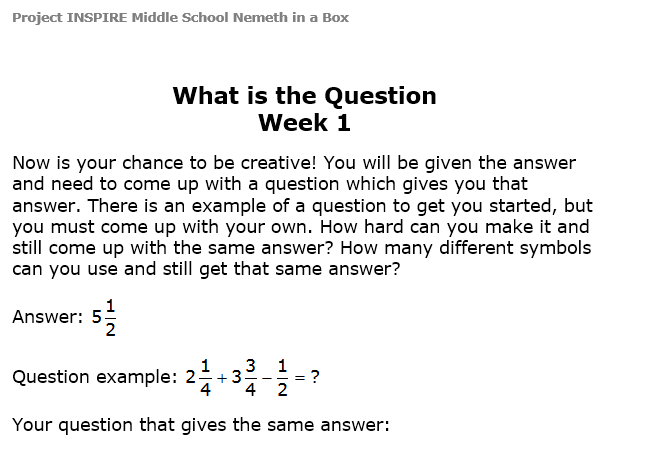 Project INSPIRE Middle School Nemeth in a Box
What is the Question
Week 1
Now is your chance to be creative! You will be given the answer
and need to come up with a question which gives you that
answer. There is an example of a question to get you started, but
you must come up with your own. How hard can you make it and
still come up with the same answer? How many different symbols
can you use and still get that same answer?
Answer: 5 1/2
Question example: 2 1/4 + 3 3/4 − 1/2 = ?
Your question that gives the same answer: